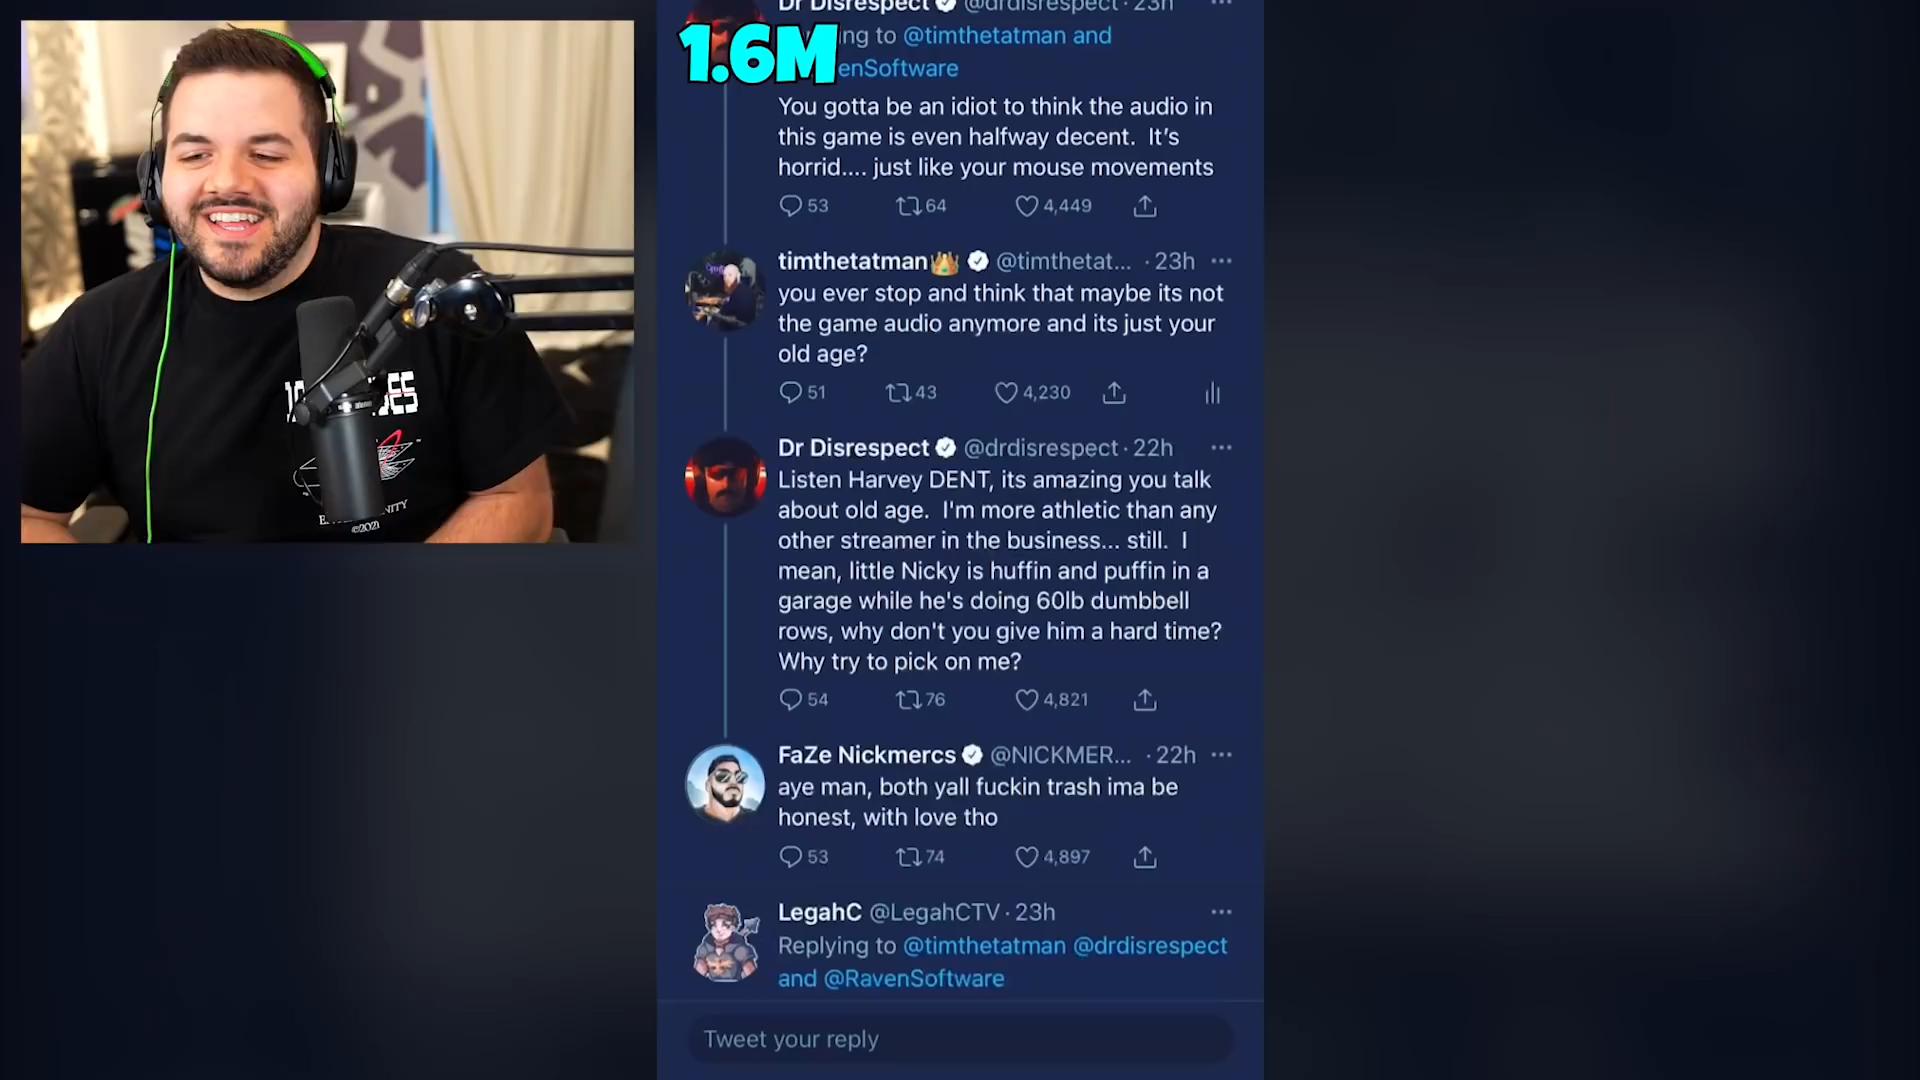 Dr Disrespect @drdisrespect · 23h
1.6M
ing to @timthetatman and
enSoftware
You gotta be an idiot to think the audio in
this game is even halfway decent. It's
horrid.... just like your mouse movements
53 64 4,449
timthetatman @timthetat... · 23h
you ever stop and think that maybe its not
the game audio anymore and its just your
old age?
51 43 4,230
Dr Disrespect @drdisrespect · 22h
Listen Harvey DENT, its amazing you talk
about old age. I'm more athletic than any
other streamer in the business... still. I
mean, little Nicky is huffin and puffin in a
garage while he's doing 60lb dumbbell
rows, why don't you give him a hard time?
Why try to pick on me?
54 76 4,821
FaZe Nickmercs @NICKMER... · 22h
aye man, both yall fuckin trash ima be
honest, with love tho
53 74 4,897
LegahC @LegahCTV · 23h
Replying to @timthetatman @drdisrespect
and @RavenSoftware
Tweet your reply
©2021